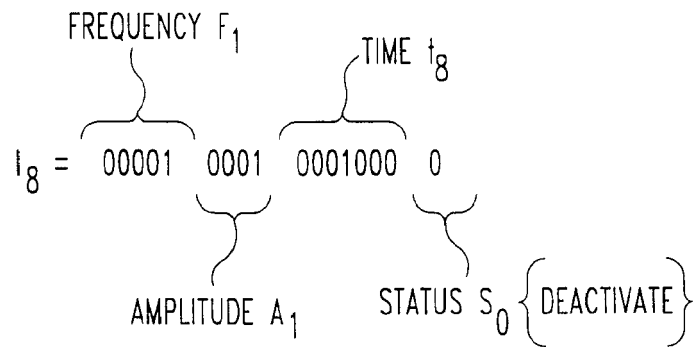 FREQUENCY F1
TIME t8
I8 = 00001 0001 0001000 0
AMPLITUDE A1
STATUS S0 {DEACTIVATE}